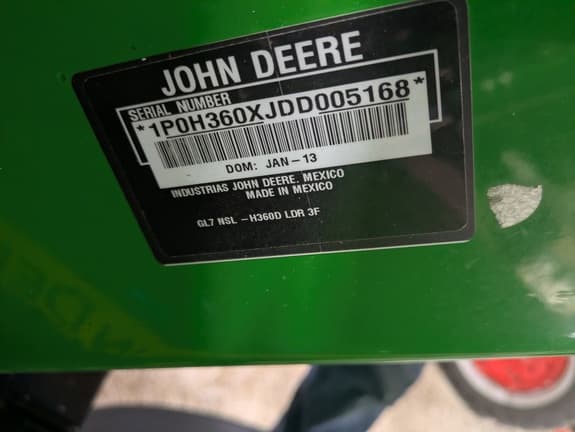 JOHN DEERE
SERIAL NUMBER
*1P0H360XJDD005168*
DOM: JAN-13
INDUSTRIAS JOHN DEERE, MEXICO
MADE IN MEXICO
GL7 NSL -H360D LDR 3F